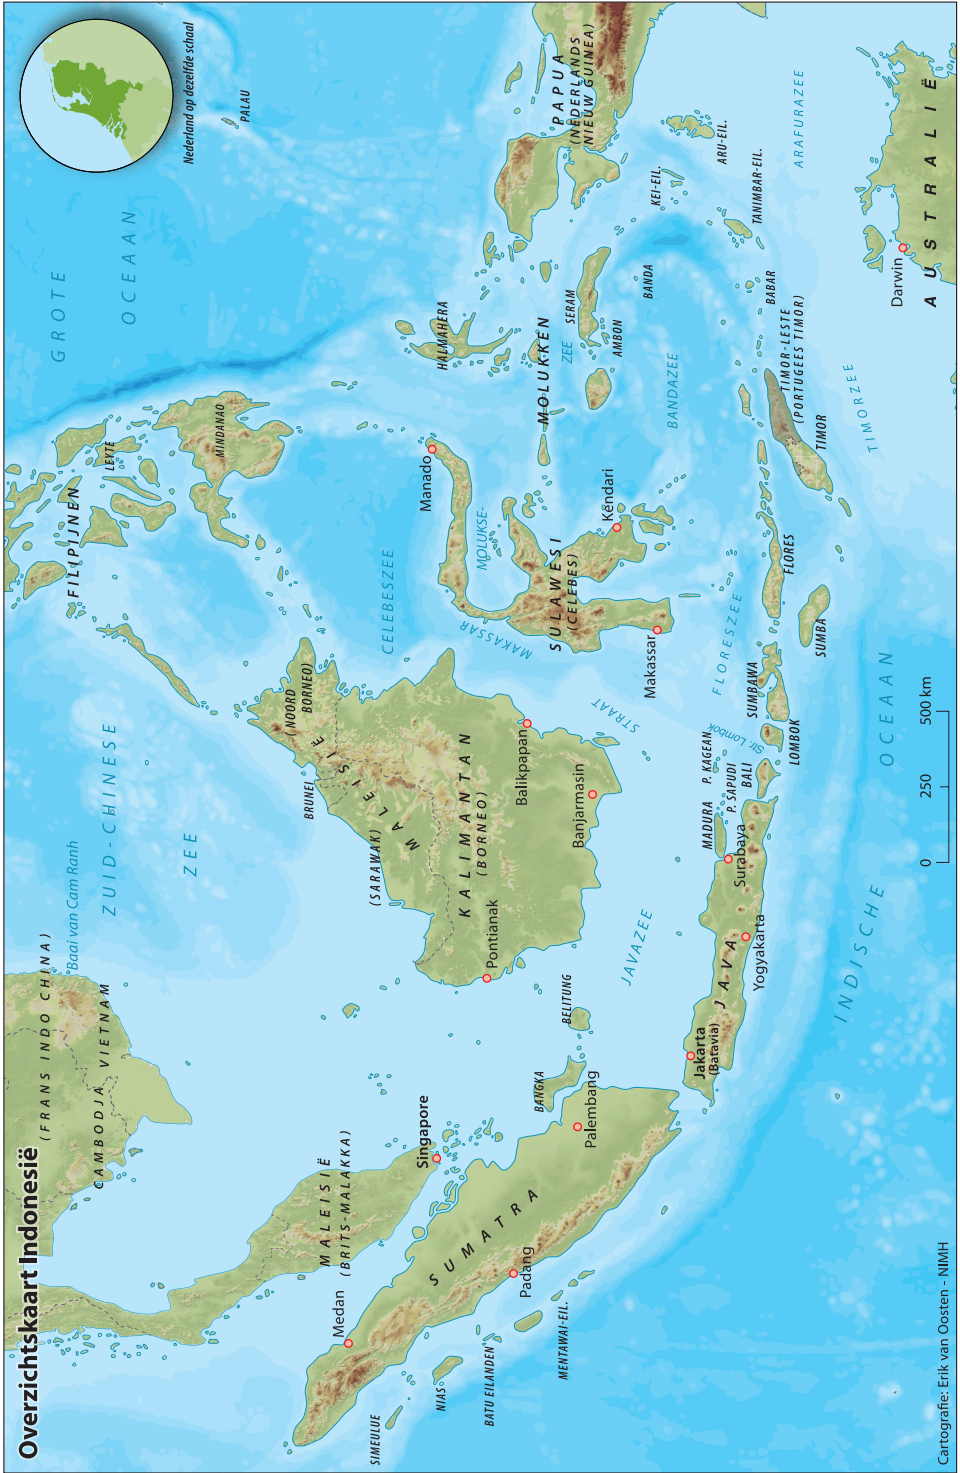 Overzichtskaart Indonesië
Nederland op dezelfde schaal
(FRANS INDO CHINA)
CAMBODJA
VIETNAM
Baai van Cam Ranh
ZUID-CHINESE
ZEE
FILIPIJNEN
LEYTE
MINDANAO
GROTE
OCEAAN
PALAU
MALEISIË
(BRITS-MALAKKA)
Singapore
Medan
SUMATRA
Padang
Palembang
SIMEULUE
NIAS
BATU EILANDEN
MENTAWAI-EIL.
BANGKA
BELITUNG
BRUNEI
(NOORD
BORNEO)
MALEISIË
(SARAWAK)
KALIMANTAN
(BORNEO)
Pontianak
Balikpapan
Banjarmasin
CELEBESZEE
MAKASSAR
STRAAT
Manado
MOLUKSE-
ZEE
SULAWESI
(CELEBES)
Kendari
Makassar
HALMAHERA
MOLUKKEN
SERAM
AMBON
BANDA
BANDAZEE
PAPUA
(NEDERLANDS
NIEUW GUINEA)
KEI-EIL.
ARU-EIL.
TANIMBAR-EIL.
ARAFURAZEE
BABAR
TIMOR-LESTE
(PORTUGEES TIMOR)
TIMOR
TIMORZEE
FLORES
FLORESZEE
SUMBA
SUMBAWA
LOMBOK
Str. Lombok
BALI
P. KAGEAN
P. SAPUDI
MADURA
Surabaya
JAVAZEE
JAVA
Yogyakarta
Jakarta
(Batavia)
INDISCHE
OCEAAN
Darwin
AUSTRALIË
0 250 500 km
Cartografie: Erik van Oosten - NIMH